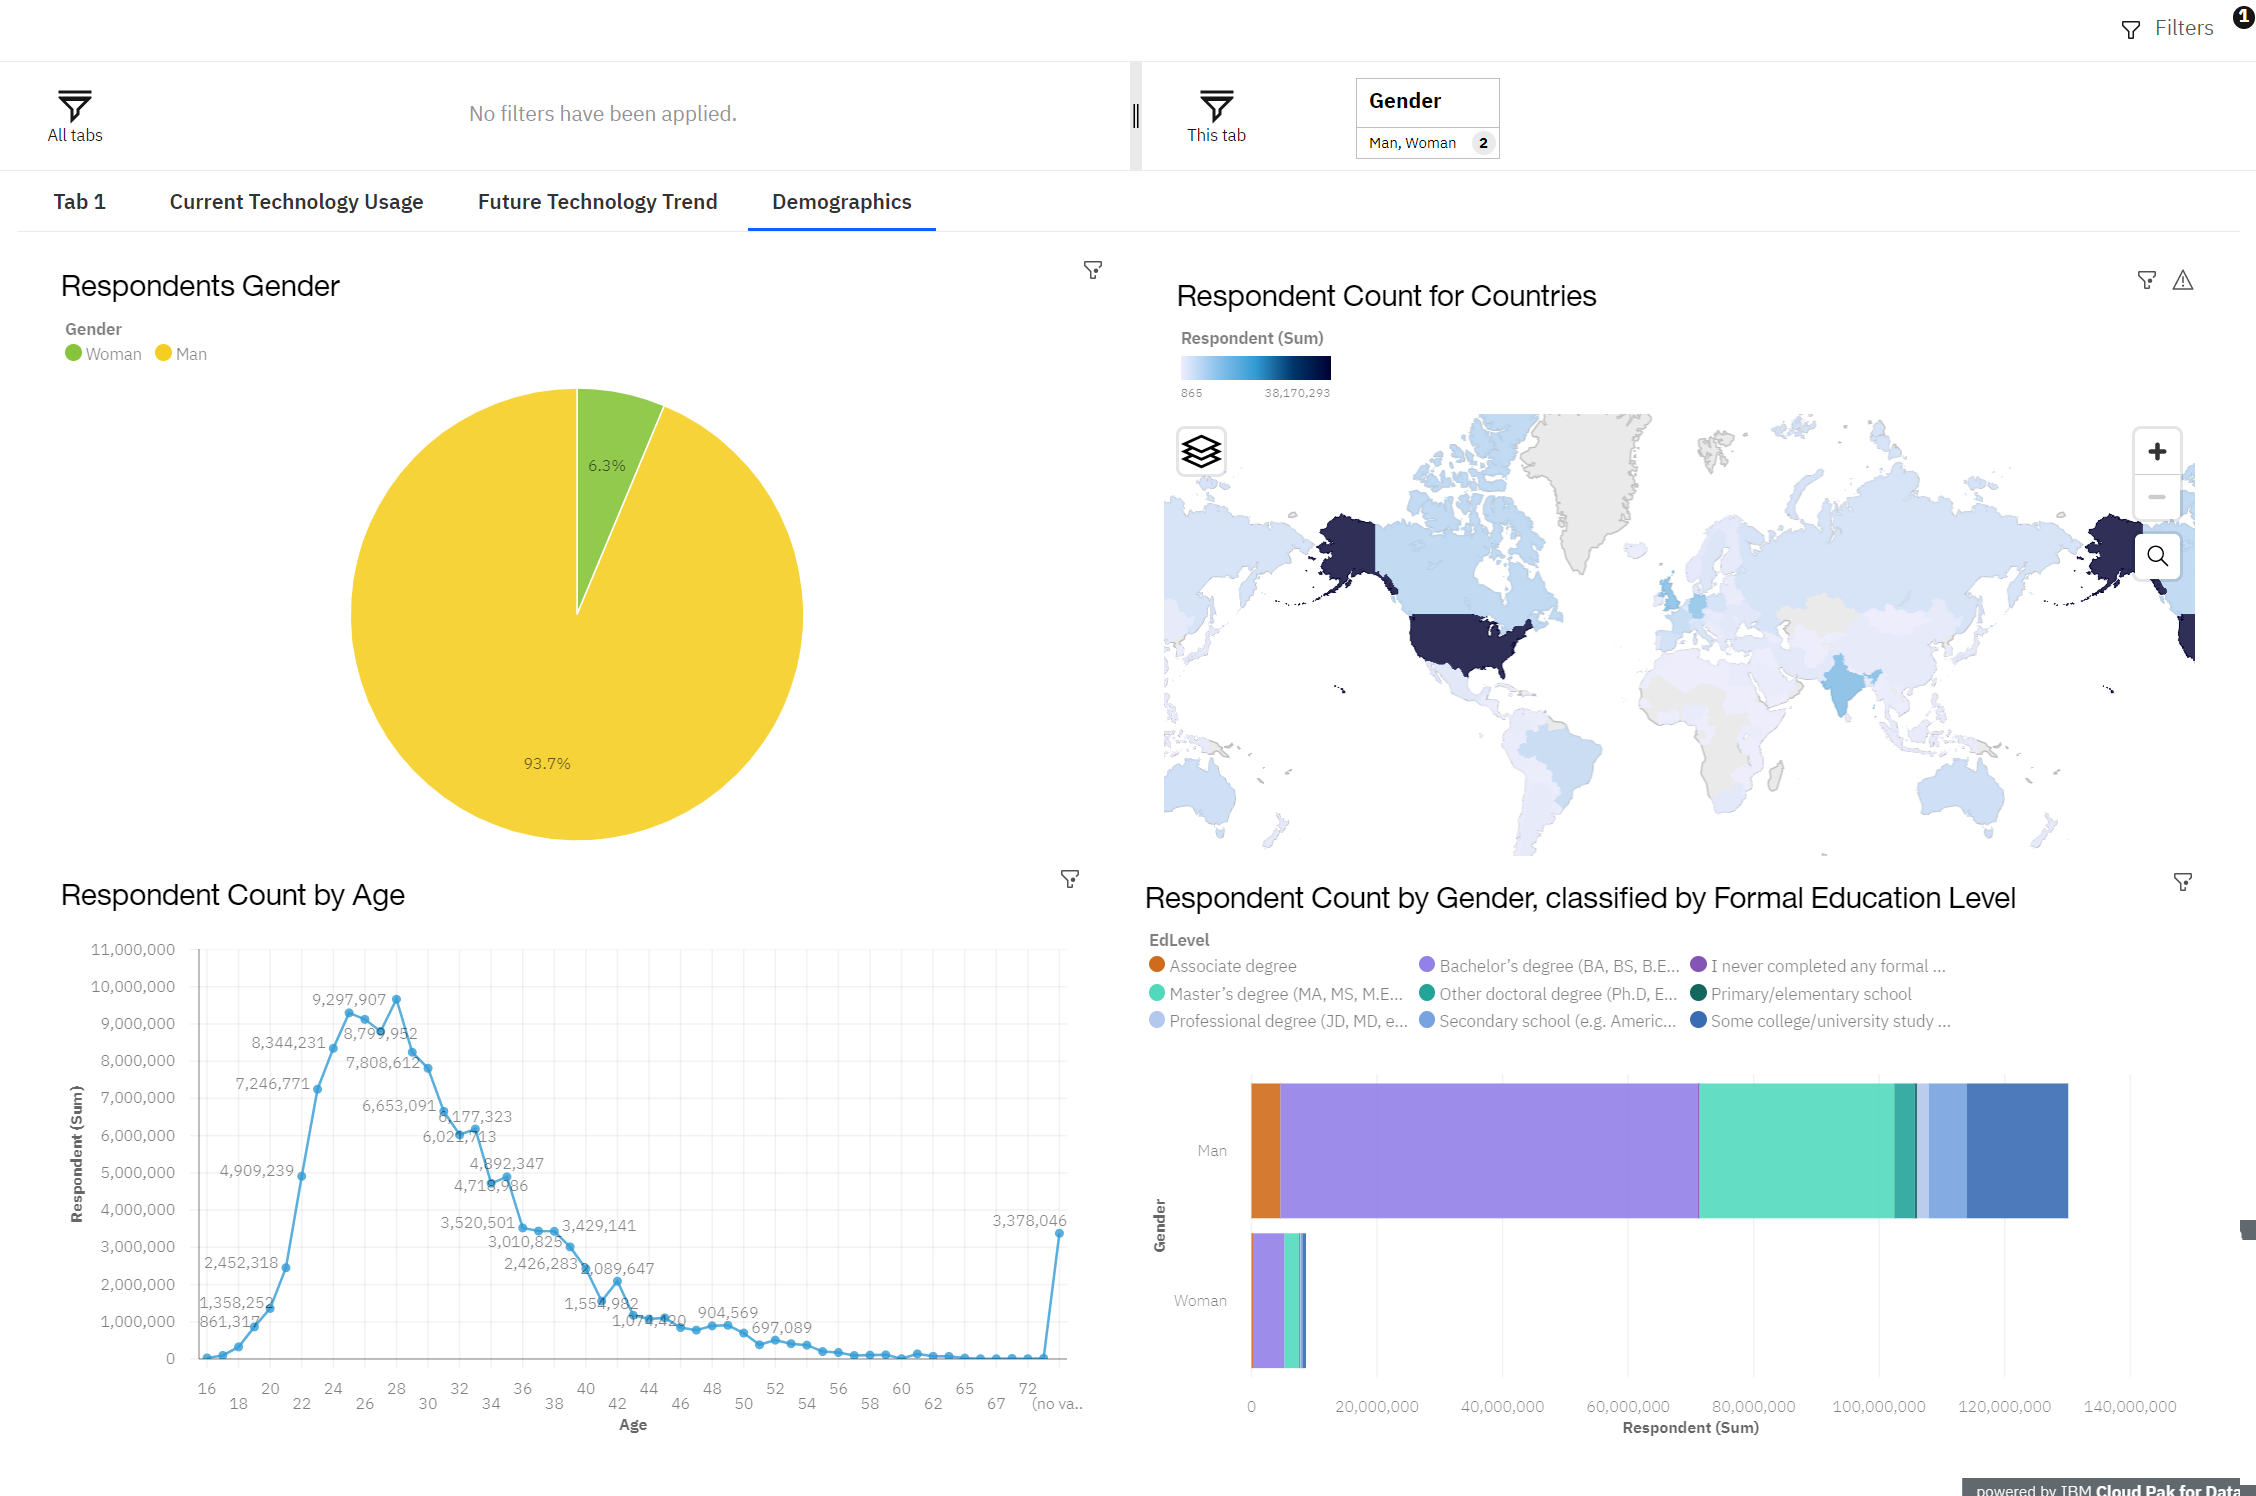 Filters 1
All tabs
No filters have been applied.
This tab
Gender
Man, Woman 2
Tab 1 Current Technology Usage Future Technology Trend Demographics
Respondents Gender
Gender
Woman Man
6.3%
93.7%
Respondent Count for Countries
Respondent (Sum)
865 38,170,293
Respondent Count by Age
11,000,000
10,000,000
9,000,000
8,000,000
7,000,000
6,000,000
5,000,000
4,000,000
3,000,000
2,000,000
1,000,000
0
Respondent (Sum)
9,297,907
8,799,952
8,344,231
7,808,612
7,246,771
6,653,091
6,177,323
6,021,713
4,892,347
4,909,239
4,718,986
3,520,501
3,429,141
3,378,046
3,010,825
2,452,318
2,426,283
2,089,647
1,358,252
1,554,982
861,317
1,074,420
904,569
697,089
16 20 24 28 32 36 40 44 48 52 56 60 65 72
18 22 26 30 34 38 42 46 50 54 58 62 67 (no va..
Age
Respondent Count by Gender, classified by Formal Education Level
EdLevel
Associate degree Bachelor’s degree (BA, BS, B.E... I never completed any formal ...
Master’s degree (MA, MS, M.E... Other doctoral degree (Ph.D, E... Primary/elementary school
Professional degree (JD, MD, e... Secondary school (e.g. Americ... Some college/university study ...
Gender
Man
Woman
0 20,000,000 40,000,000 60,000,000 80,000,000 100,000,000 120,000,000 140,000,000
Respondent (Sum)
powered by IBM Cloud Pak for Data